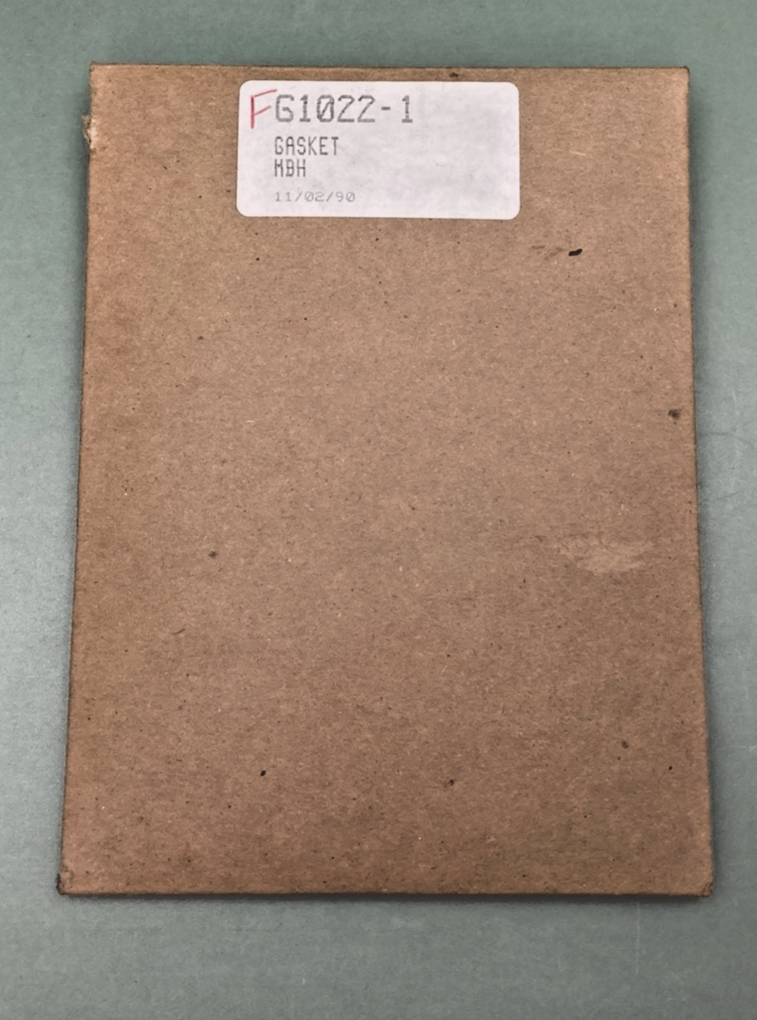 FG1022-1
GASKET
MBH
11/02/90